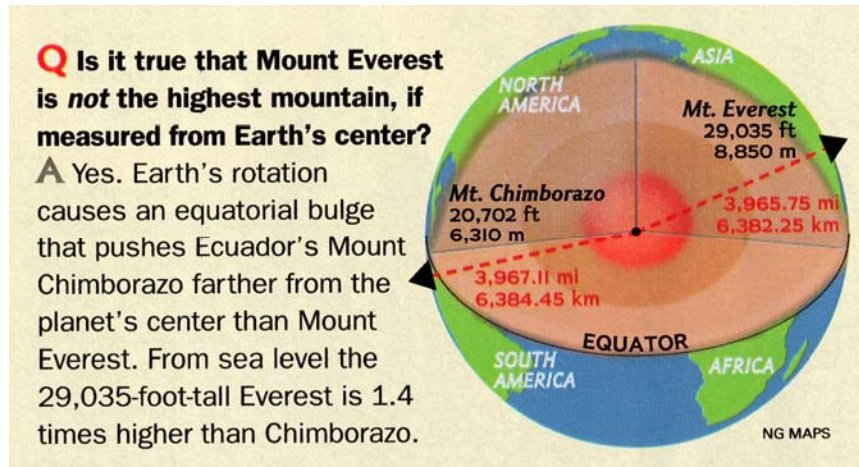 Q Is it true that Mount Everest
is not the highest mountain, if
measured from Earth's center?
A Yes. Earth's rotation
causes an equatorial bulge
that pushes Ecuador's Mount
Chimborazo farther from the
planet's center than Mount
Everest. From sea level the
29,035-foot-tall Everest is 1.4
times higher than Chimborazo.
ASIA
NORTH
AMERICA
Mt. Everest
29,035 ft
8,850 m
Mt. Chimborazo
20,702 ft
6,310 m
3,965.75 mi
6,382.25 km
3,967.11 mi
6,384.45 km
EQUATOR
SOUTH
AMERICA
AFRICA
NG MAPS